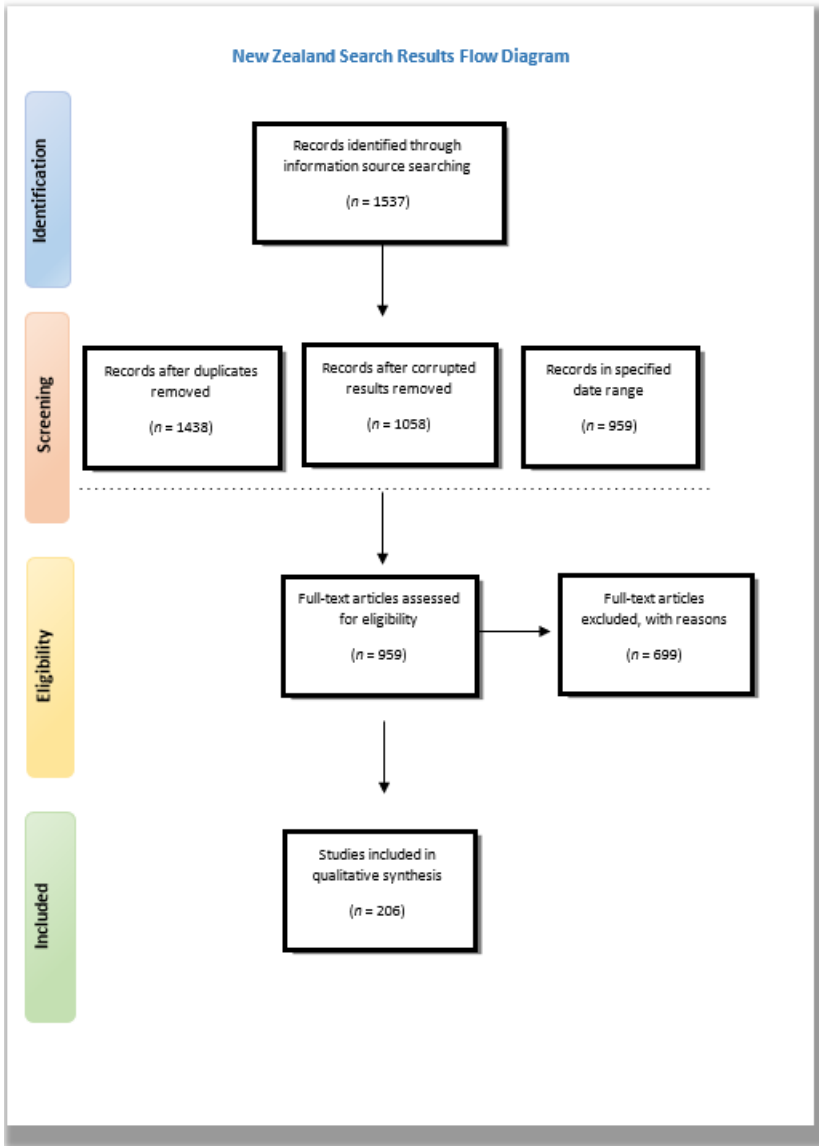 New Zealand Search Results Flow Diagram
Identification
Records identified through
information source searching
(n = 1537)
Screening
Records after duplicates
removed
(n = 1438)
Records after corrupted
results removed
(n = 1058)
Records in specified
date range
(n = 959)
Eligibility
Full-text articles assessed
for eligibility
(n = 959)
Full-text articles
excluded, with reasons
(n = 699)
Included
Studies included in
qualitative synthesis
(n = 206)